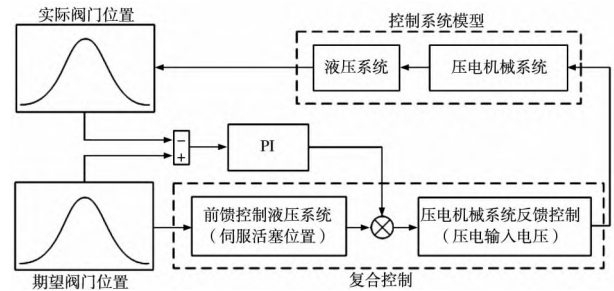 实际阀门位置
控制系统模型
液压系统
压电机械系统
−
+
PI
前馈控制液压系统
(伺服活塞位置)
压电机械系统反馈控制
(压电输入电压)
期望阀门位置
复合控制